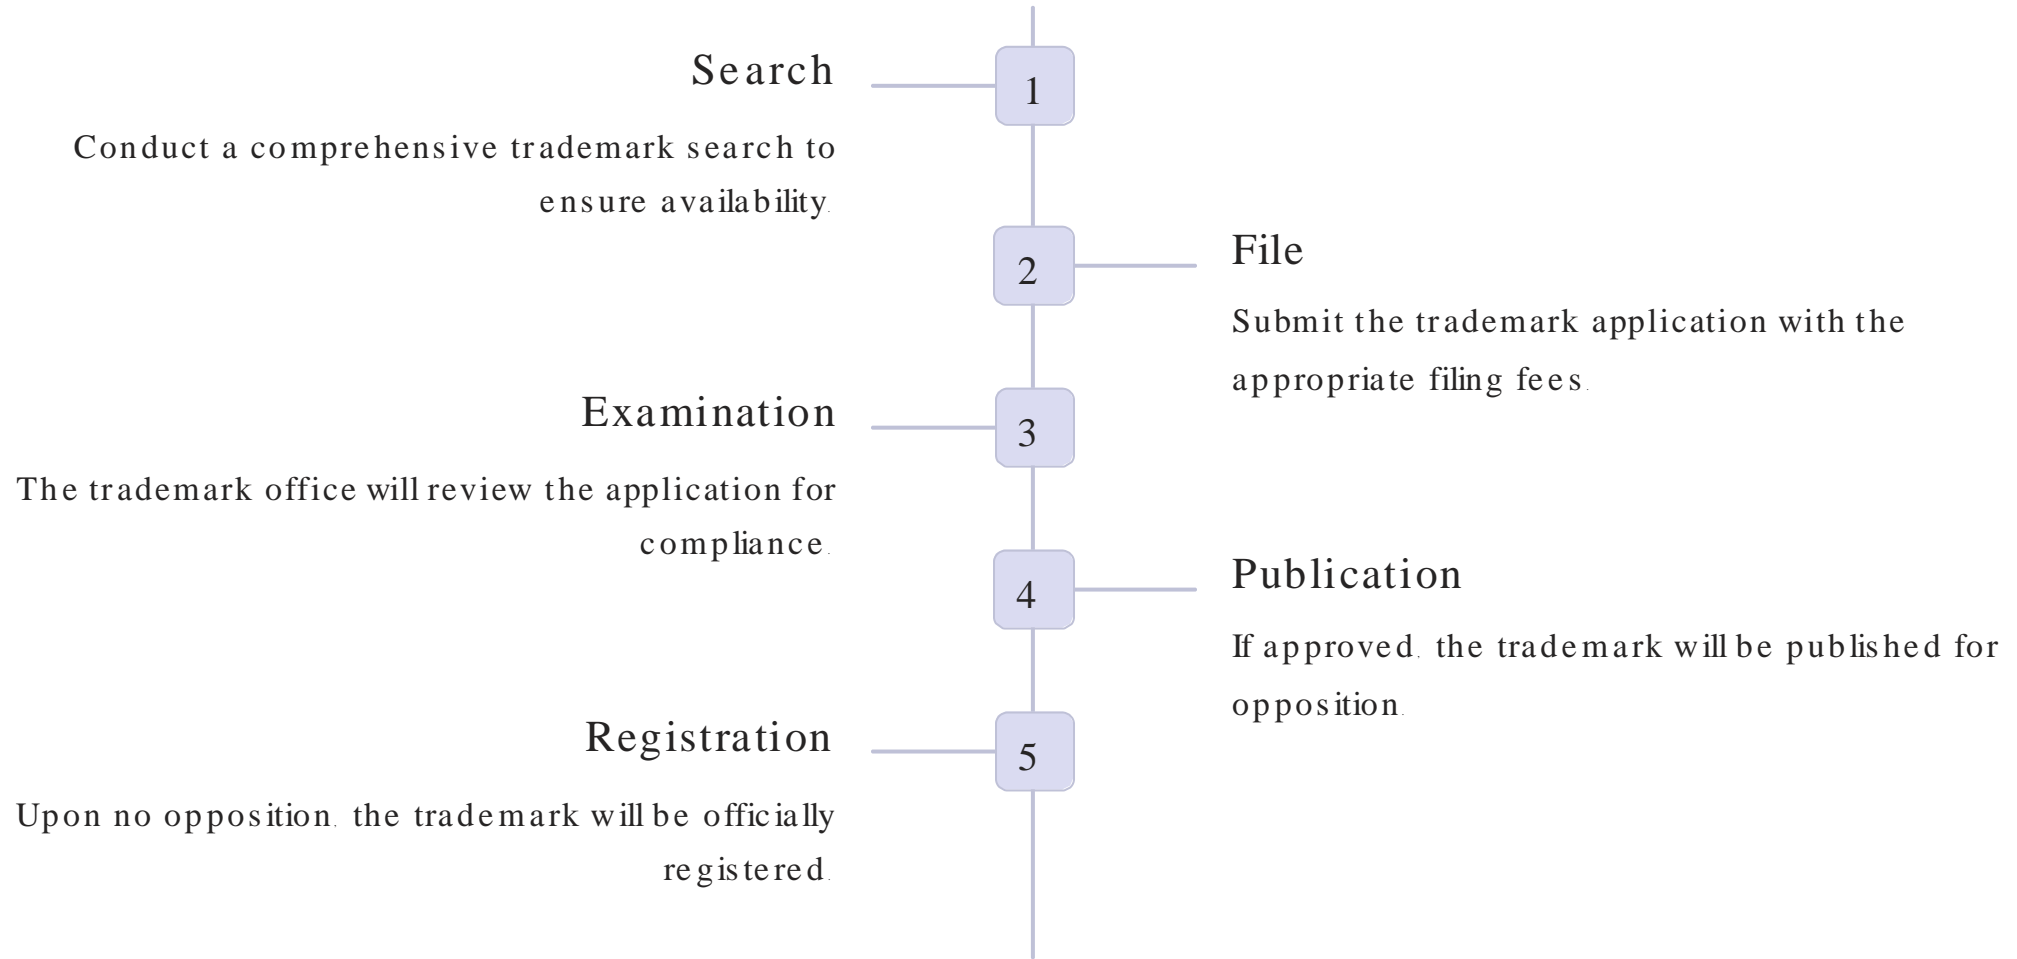 1
Search
Conduct a comprehensive trademark search to
ensure availability.
2
File
Submit the trademark application with the
appropriate filing fees.
3
Examination
The trademark office will review the application for
compliance.
4
Publication
If approved, the trademark will be published for
opposition.
5
Registration
Upon no opposition, the trademark will be officially
registered.